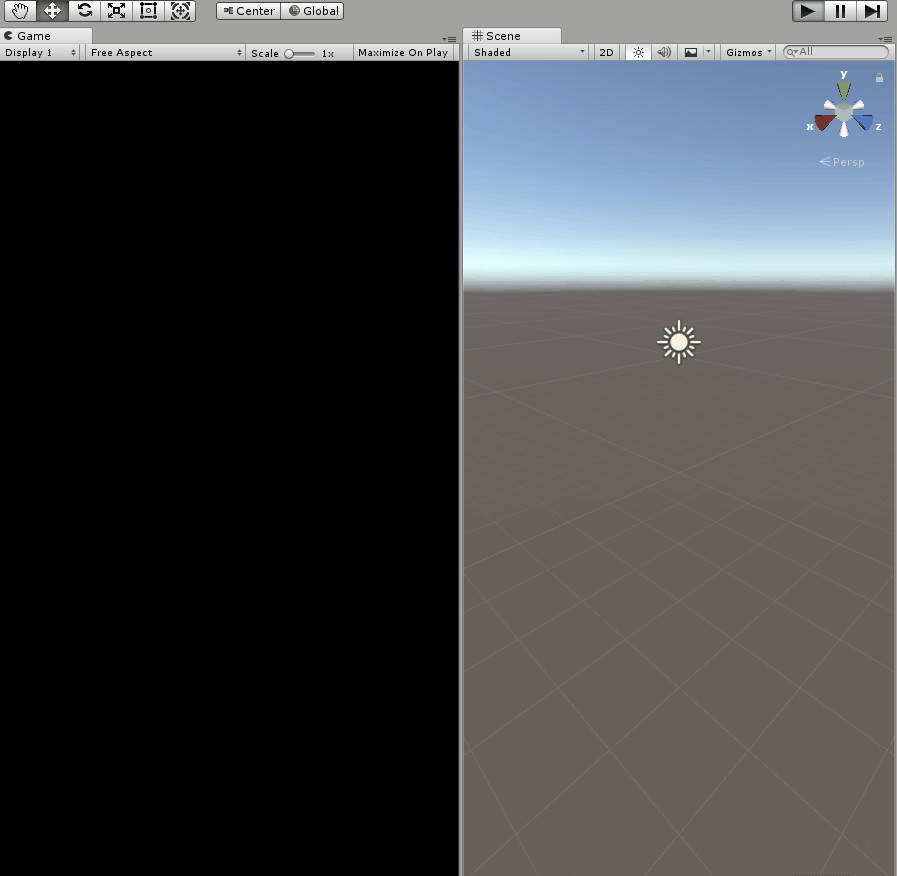 Center Global
Game
Display 1 Free Aspect Scale 1x Maximize On Play
Scene
Shaded 2D Gizmos All
y
x z
Persp